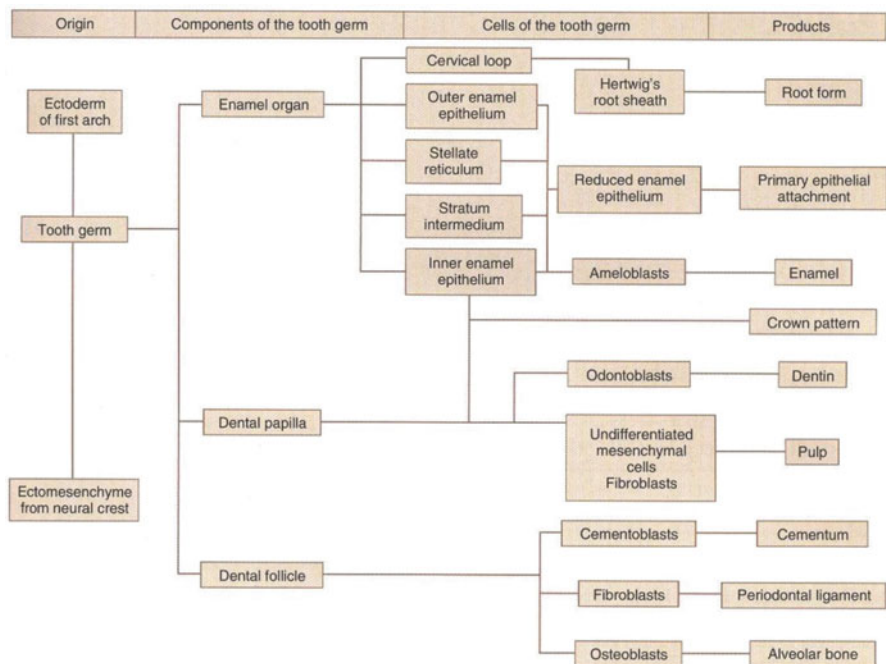 Origin
Components of the tooth germ
Cells of the tooth germ
Products
Ectoderm
of first arch
Tooth germ
Ectomesenchyme
from neural crest
Enamel organ
Dental papilla
Dental follicle
Cervical loop
Outer enamel
epithelium
Stellate
reticulum
Stratum
intermedium
Inner enamel
epithelium
Hertwig's
root sheath
Root form
Reduced enamel
epithelium
Primary epithelial
attachment
Ameloblasts
Enamel
Crown pattern
Odontoblasts
Dentin
Undifferentiated
mesenchymal
cells
Fibroblasts
Pulp
Cementoblasts
Cementum
Fibroblasts
Periodontal ligament
Osteoblasts
Alveolar bone